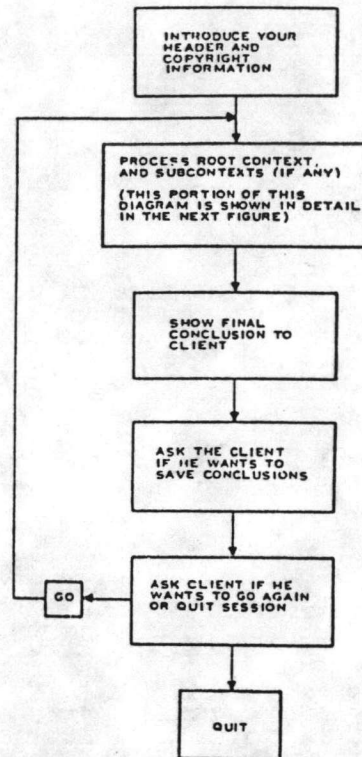 INTRODUCE YOUR
HEADER AND
COPYRIGHT
INFORMATION
PROCESS ROOT CONTEXT,
AND SUBCONTEXTS (IF ANY)
(THIS PORTION OF THIS
DIAGRAM IS SHOWN IN DETAIL
IN THE NEXT FIGURE)
SHOW FINAL
CONCLUSION TO
CLIENT
ASK THE CLIENT
IF HE WANTS TO
SAVE CONCLUSIONS
GO
ASK CLIENT IF HE
WANTS TO GO AGAIN
OR QUIT SESSION
QUIT